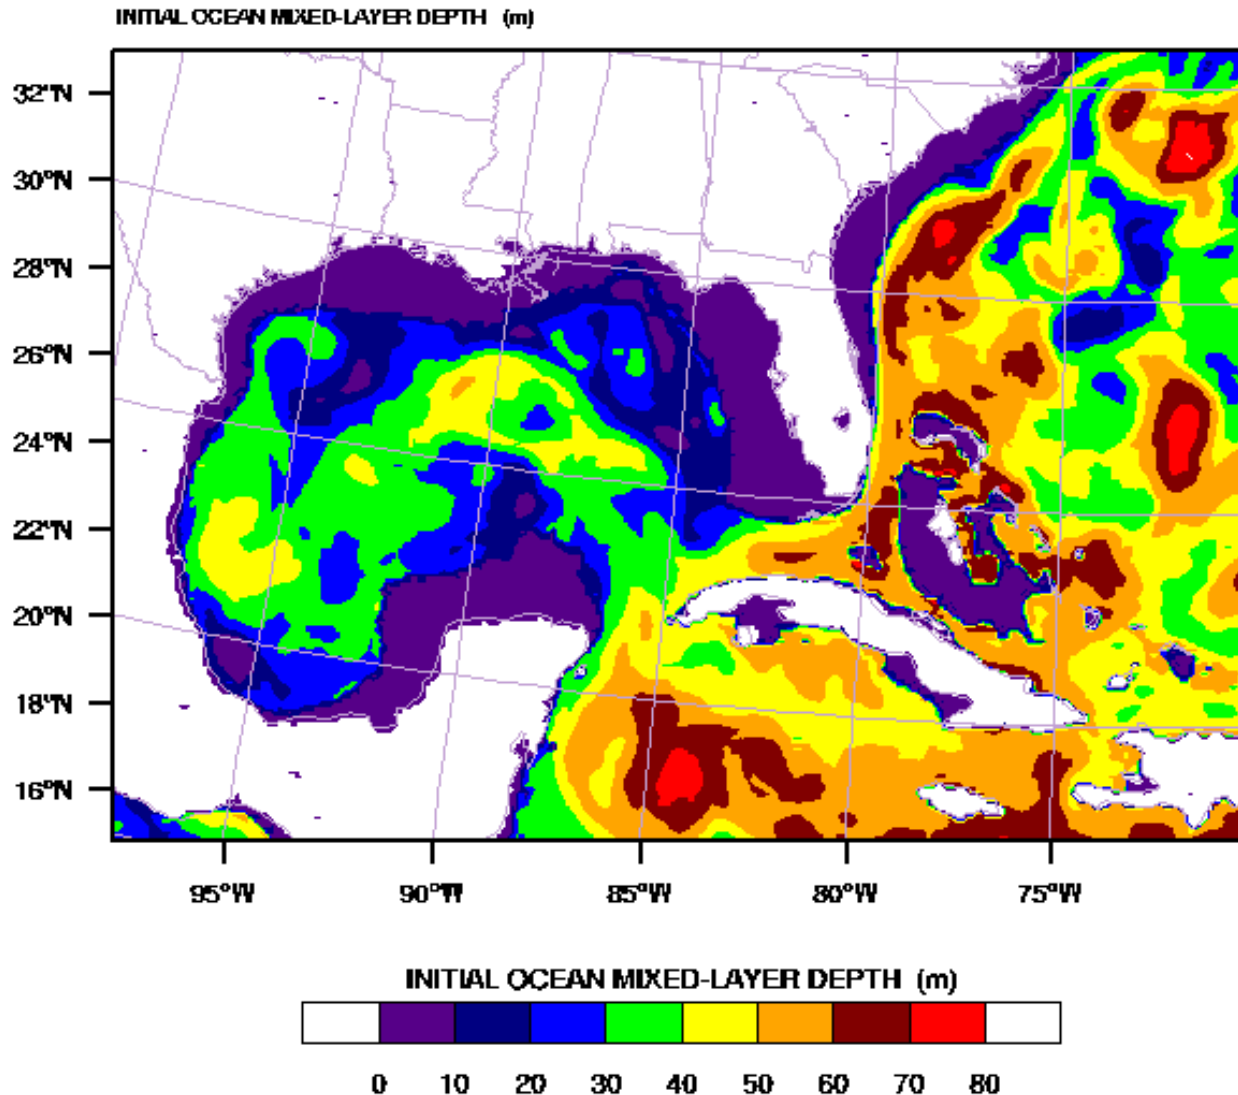 INITIAL OCEAN MIXED-LAYER DEPTH (m)
32°N
30°N
28°N
26°N
24°N
22°N
20°N
18°N
16°N
95°W 90°W 85°W 80°W 75°W
INITIAL OCEAN MIXED-LAYER DEPTH (m)
0 10 20 30 40 50 60 70 80